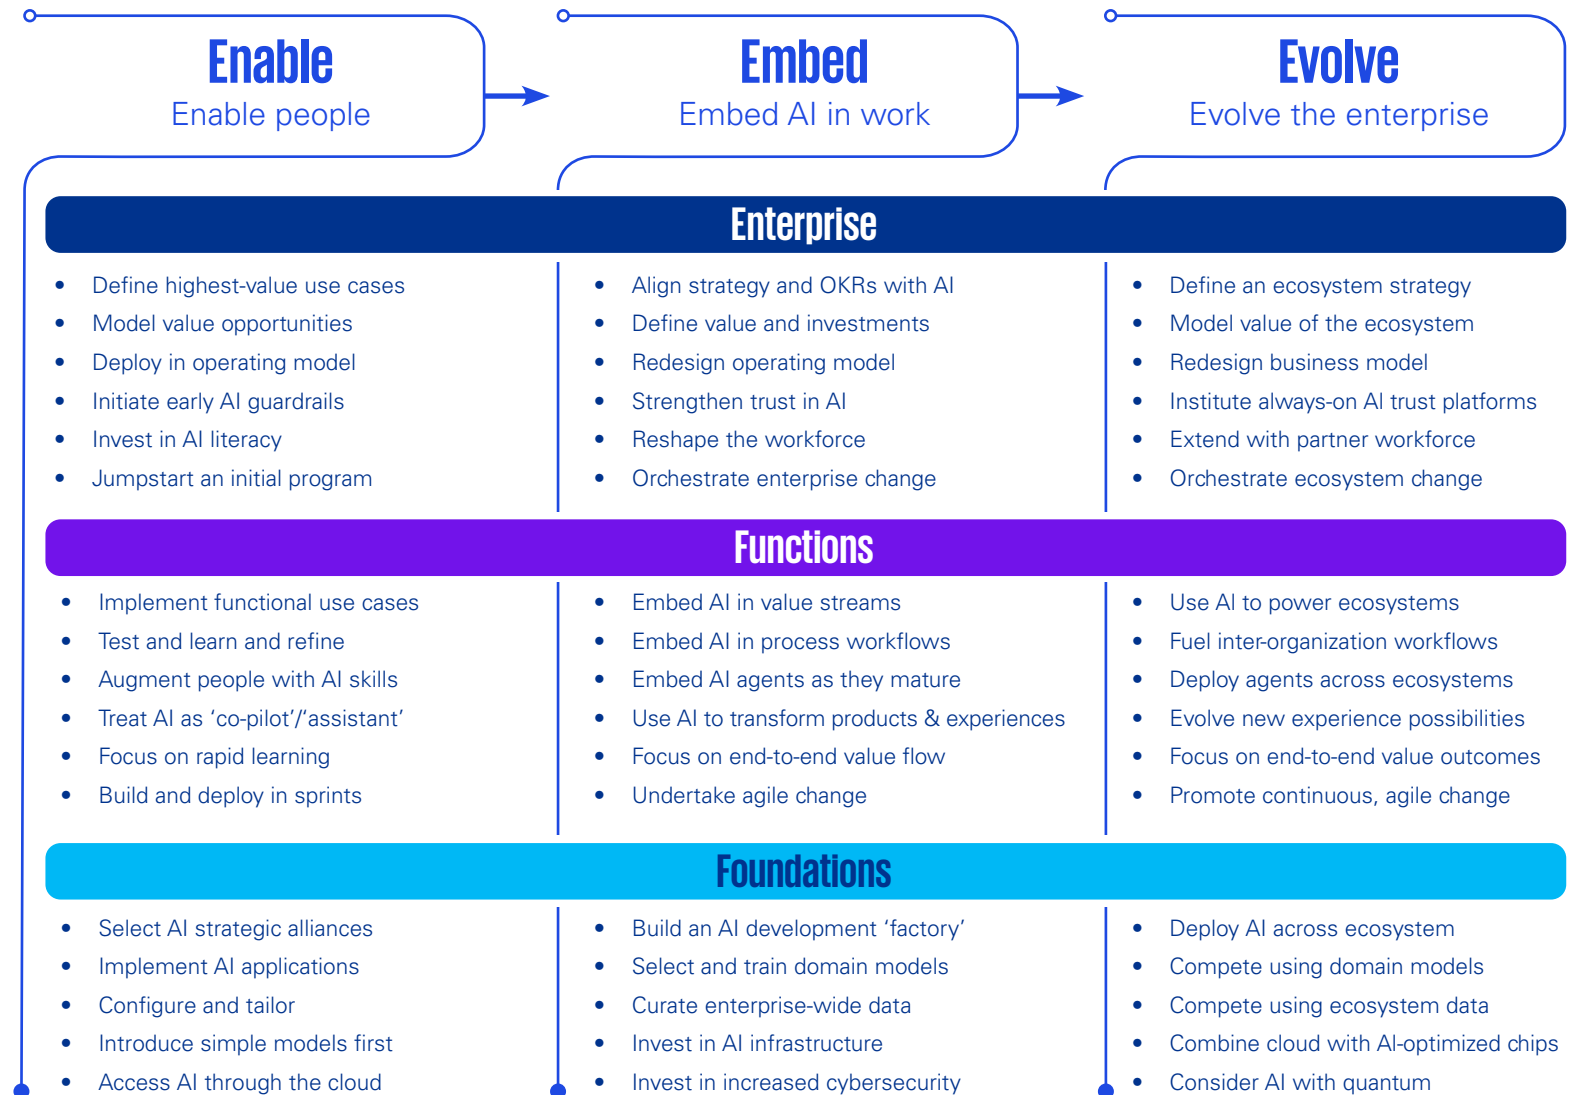 Enable
Enable people
Embed
Embed AI in work
Evolve
Evolve the enterprise
Enterprise
• Define highest-value use cases
• Model value opportunities
• Deploy in operating model
• Initiate early AI guardrails
• Invest in AI literacy
• Jumpstart an initial program
• Align strategy and OKRs with AI
• Define value and investments
• Redesign operating model
• Strengthen trust in AI
• Reshape the workforce
• Orchestrate enterprise change
• Define an ecosystem strategy
• Model value of the ecosystem
• Redesign business model
• Institute always-on AI trust platforms
• Extend with partner workforce
• Orchestrate ecosystem change
Functions
• Implement functional use cases
• Test and learn and refine
• Augment people with AI skills
• Treat AI as ‘co-pilot’/‘assistant’
• Focus on rapid learning
• Build and deploy in sprints
• Embed AI in value streams
• Embed AI in process workflows
• Embed AI agents as they mature
• Use AI to transform products & experiences
• Focus on end-to-end value flow
• Undertake agile change
• Use AI to power ecosystems
• Fuel inter-organization workflows
• Deploy agents across ecosystems
• Evolve new experience possibilities
• Focus on end-to-end value outcomes
• Promote continuous, agile change
Foundations
• Select AI strategic alliances
• Implement AI applications
• Configure and tailor
• Introduce simple models first
• Access AI through the cloud
• Build an AI development ‘factory’
• Select and train domain models
• Curate enterprise-wide data
• Invest in AI infrastructure
• Invest in increased cybersecurity
• Deploy AI across ecosystem
• Compete using domain models
• Compete using ecosystem data
• Combine cloud with AI-optimized chips
• Consider AI with quantum